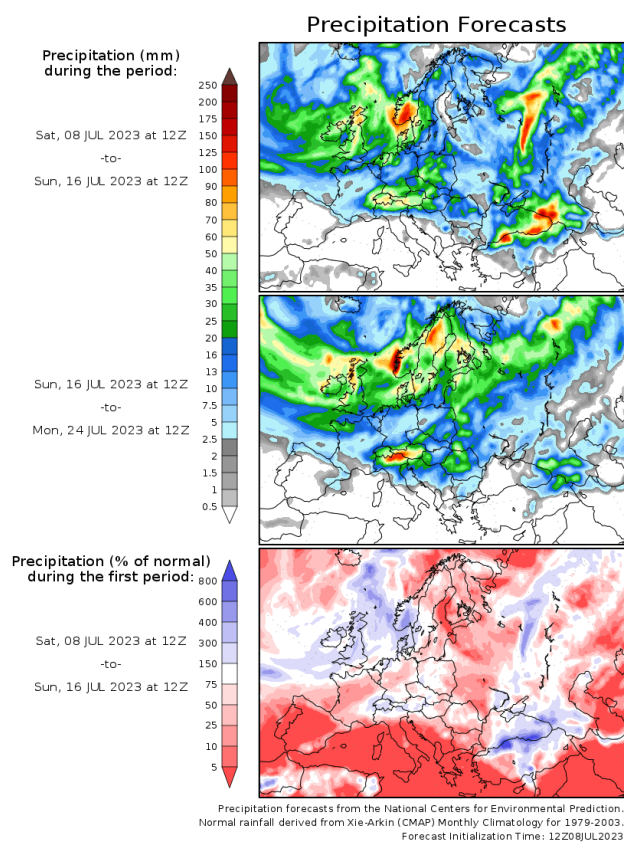 Precipitation Forecasts
Precipitation (mm)
during the period:
250
200
175
150
125
100
90
80
70
60
50
40
35
30
25
20
16
13
10
7.5
5
2.5
2
1.5
1
0.5
Sat, 08 JUL 2023 at 12Z
-to-
Sun, 16 JUL 2023 at 12Z
Sun, 16 JUL 2023 at 12Z
-to-
Mon, 24 JUL 2023 at 12Z
Precipitation (% of normal)
during the first period:
800
600
400
300
150
75
50
25
10
5
Sat, 08 JUL 2023 at 12Z
-to-
Sun, 16 JUL 2023 at 12Z
Precipitation forecasts from the National Centers for Environmental Prediction.
Normal rainfall derived from Xie-Arkin (CMAP) Monthly Climatology for 1979-2003.
Forecast Initialization Time: 12Z08JUL2023